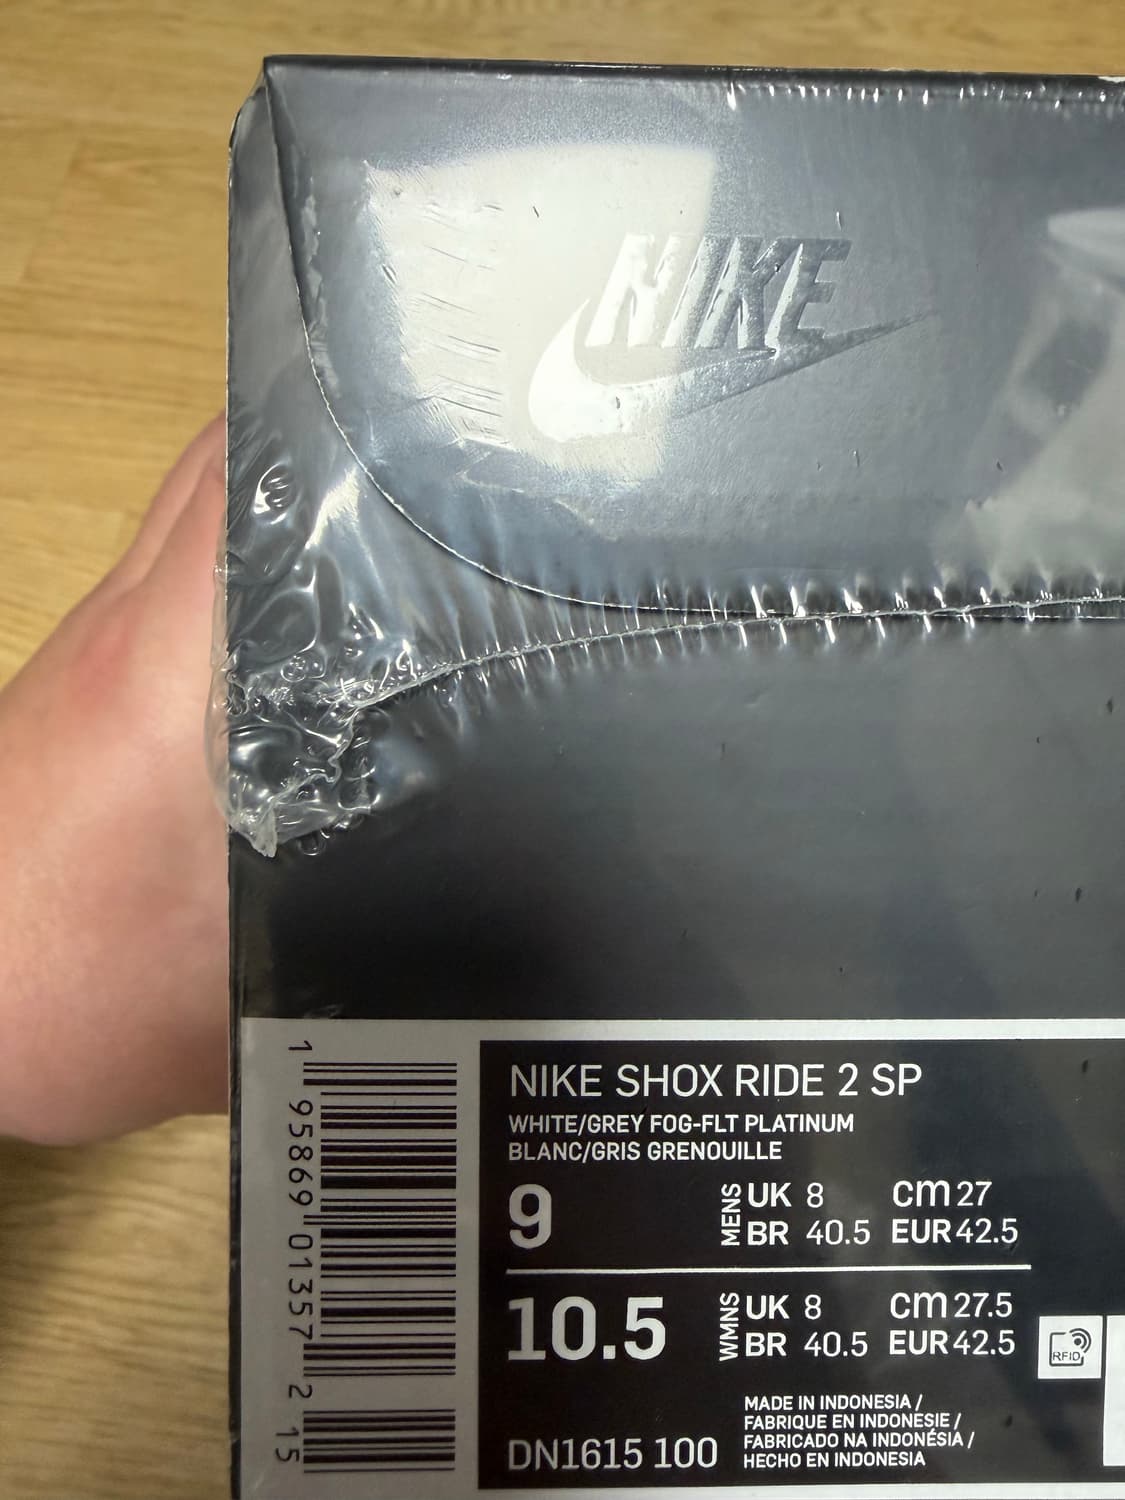 NIKE
NIKE SHOX RIDE 2 SP
WHITE/GREY FOG-FLT PLATINUM
BLANC/GRIS GRENOUILLE
9 MENS UK 8 cm 27
BR 40.5 EUR 42.5
10.5 WMNS UK 8 cm 27.5
BR 40.5 EUR 42.5
RFID
DN1615 100
MADE IN INDONESIA /
FABRIQUE EN INDONESIE /
FABRICADO NA INDONÉSIA /
HECHO EN INDONESIA
1 95869 01357 2 15